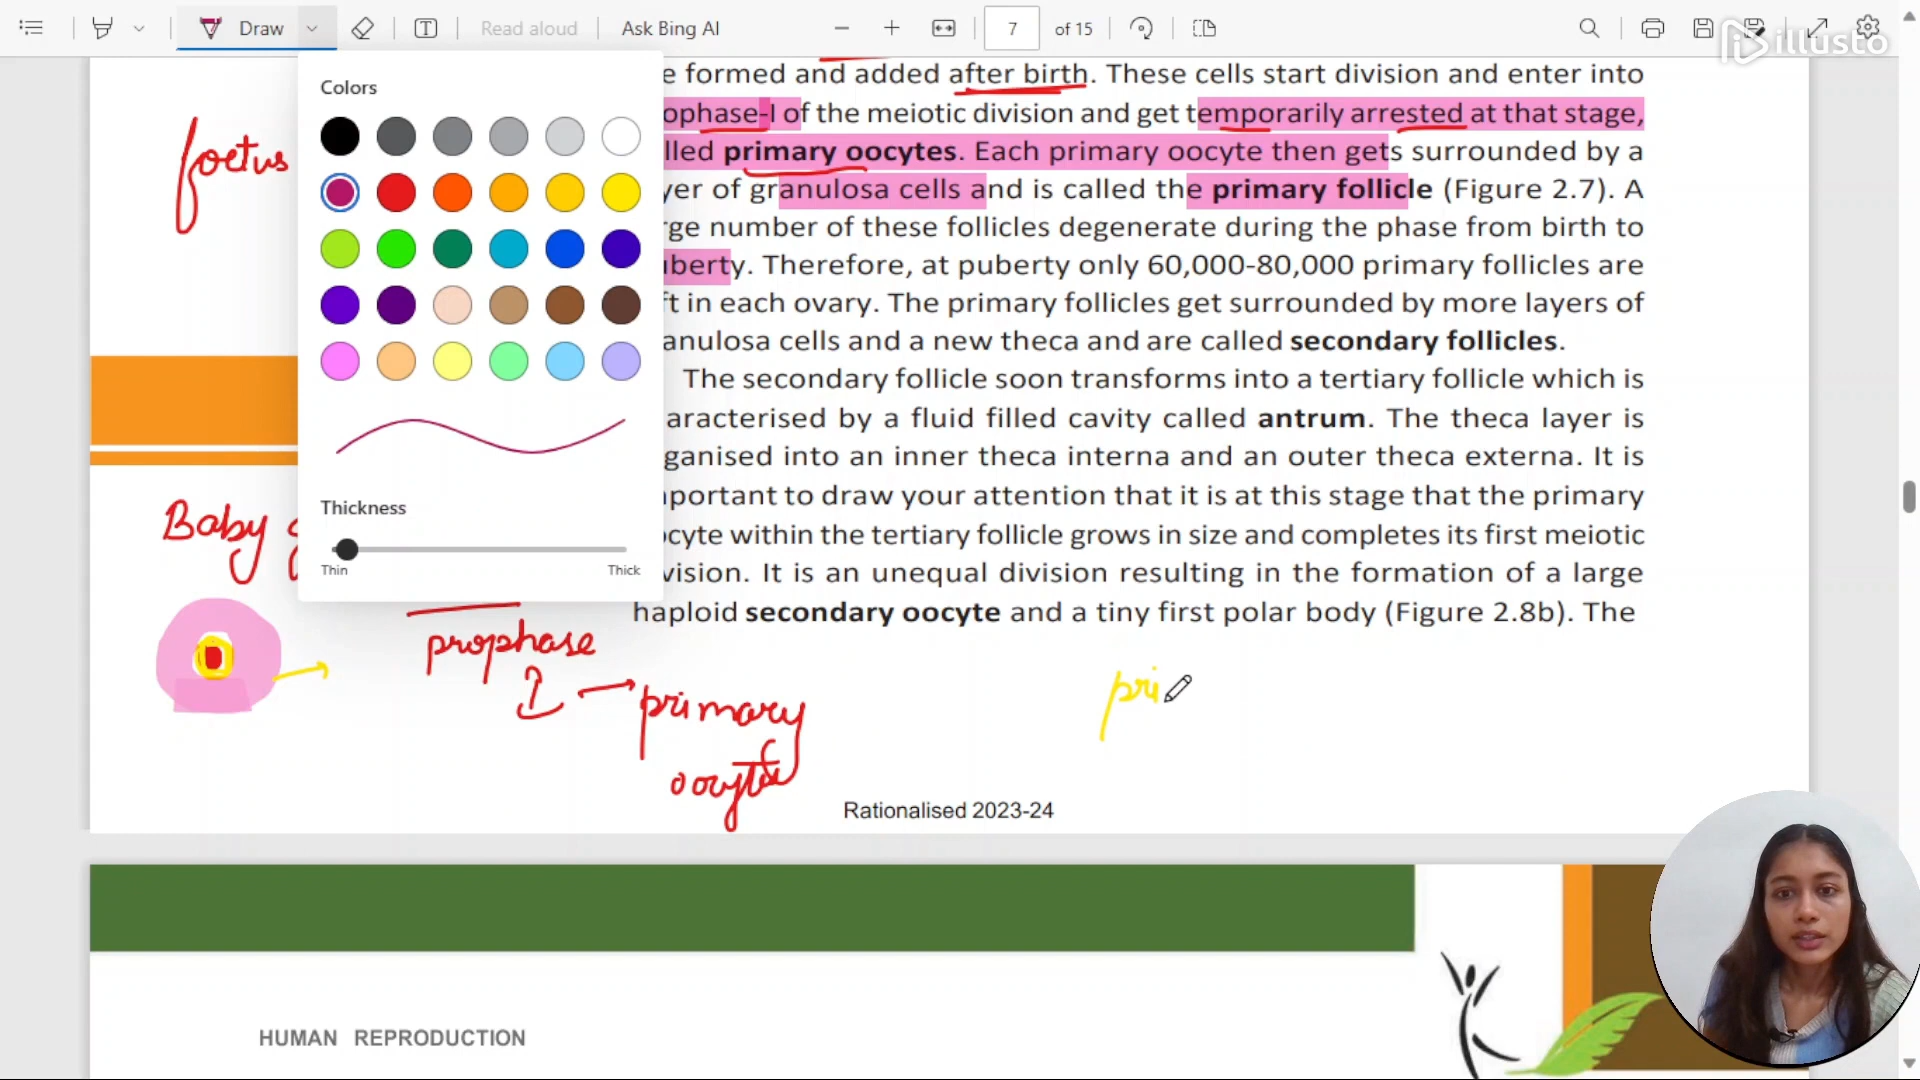 Draw
Read aloud
Ask Bing AI
7
of 15
illusto
Colors
Thickness
Thin
Thick
e formed and added after birth. These cells start division and enter into
ophase-I of the meiotic division and get temporarily arrested at that stage,
lled primary oocytes. Each primary oocyte then gets surrounded by a
yer of granulosa cells and is called the primary follicle (Figure 2.7). A
rge number of these follicles degenerate during the phase from birth to
uberty. Therefore, at puberty only 60,000-80,000 primary follicles are
ft in each ovary. The primary follicles get surrounded by more layers of
anulosa cells and a new theca and are called secondary follicles.
The secondary follicle soon transforms into a tertiary follicle which is
aracterised by a fluid filled cavity called antrum. The theca layer is
ganised into an inner theca interna and an outer theca externa. It is
portant to draw your attention that it is at this stage that the primary
ocyte within the tertiary follicle grows in size and completes its first meiotic
vision. It is an unequal division resulting in the formation of a large
haploid secondary oocyte and a tiny first polar body (Figure 2.8b). The
foetus
Baby g
prophase
I
primary
oocyte
pri
Rationalised 2023-24
HUMAN REPRODUCTION